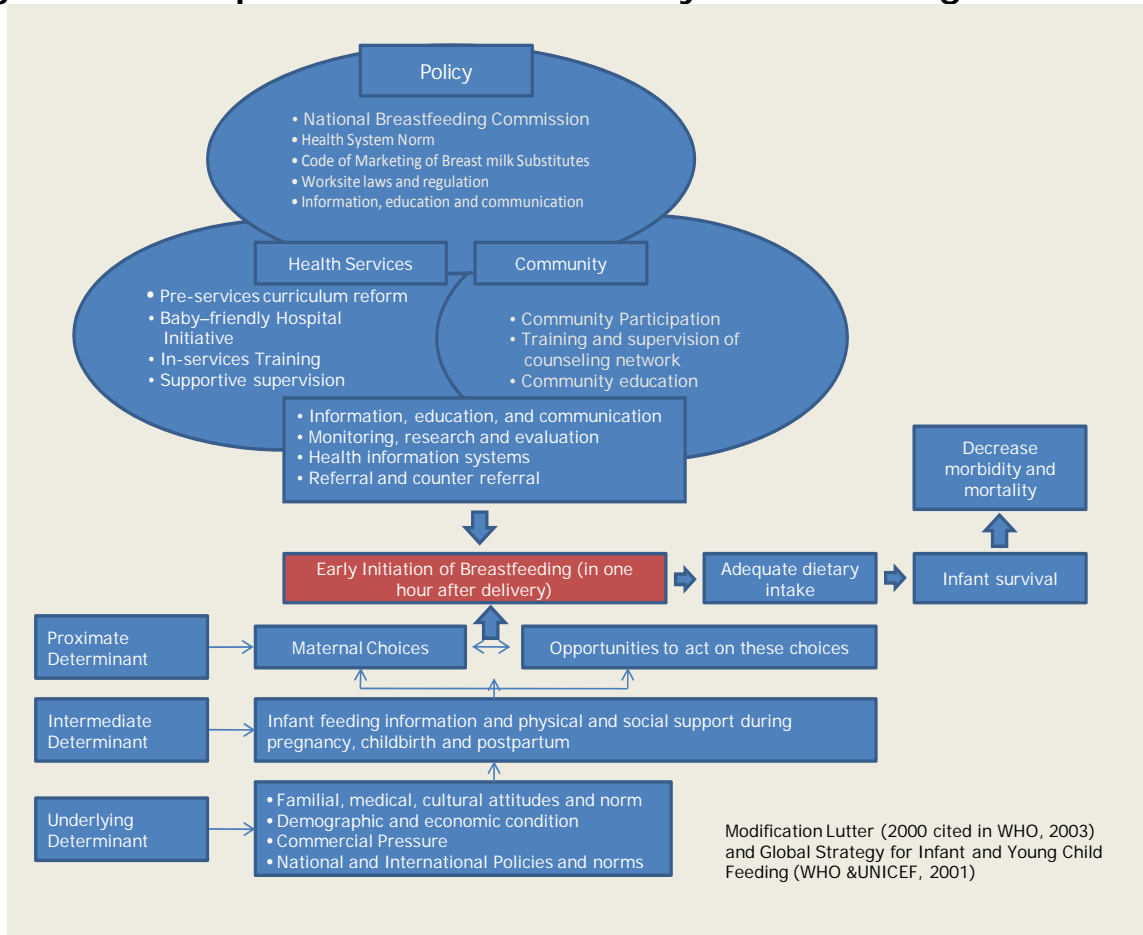 Policy
• National Breastfeeding Commission
• Health System Norm
• Code of Marketing of Breast milk Substitutes
• Worksite laws and regulation
• Information, education and communication
Health Services
• Pre-services curriculum reform
• Baby–friendly Hospital
Initiative
• In-services Training
• Supportive supervision
Community
• Community Participation
• Training and supervision of
counseling network
• Community education
• Information, education, and communication
• Monitoring, research and evaluation
• Health information systems
• Referral and counter referral
Decrease
morbidity and
mortality
Early Initiation of Breastfeeding (in one
hour after delivery)
Adequate dietary
intake
Infant survival
Proximate
Determinant
Maternal Choices
Opportunities to act on these choices
Intermediate
Determinant
Infant feeding information and physical and social support during
pregnancy, childbirth and postpartum
Underlying
Determinant
• Familial, medical, cultural attitudes and norm
• Demographic and economic condition
• Commercial Pressure
• National and International Policies and norms
Modification Lutter (2000 cited in WHO, 2003)
and Global Strategy for Infant and Young Child
Feeding (WHO &UNICEF, 2001)